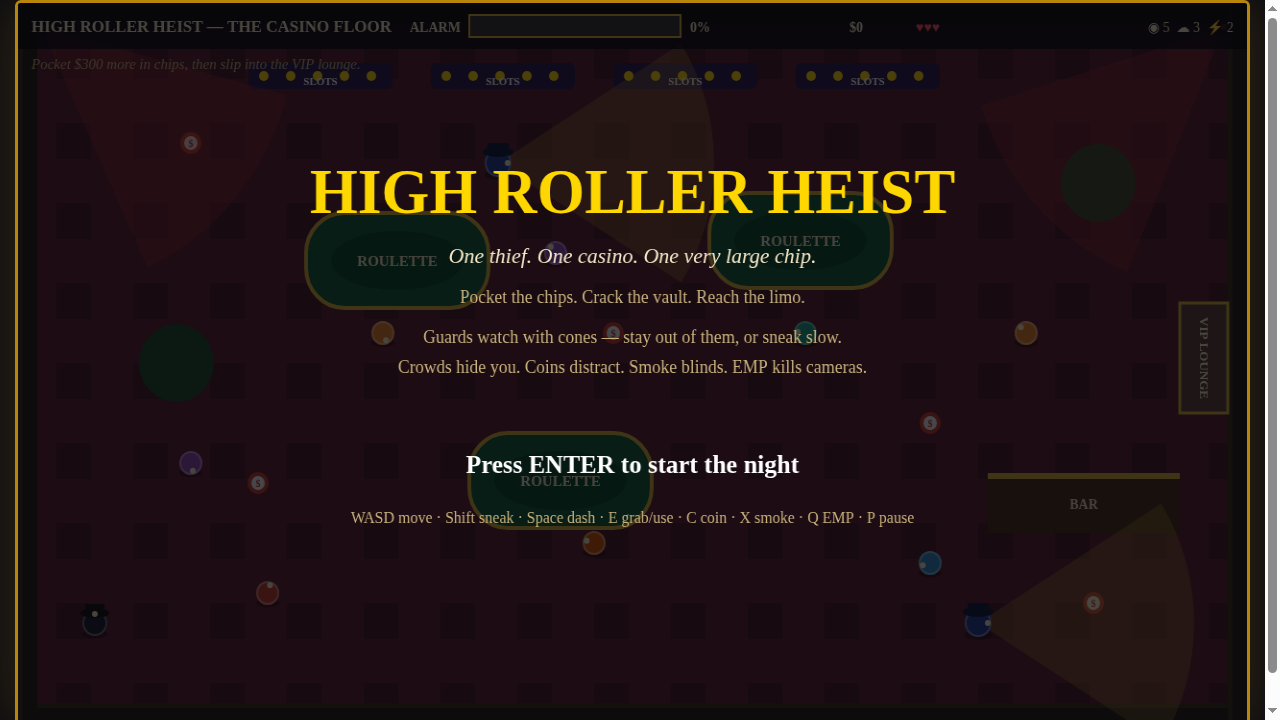 HIGH ROLLER HEIST — THE CASINO FLOOR ALARM 0% $0 ♥♥♥ ◉ 5 ☁ 3 ⚡ 2
Pocket $300 more in chips, then slip into the VIP lounge.
SLOTS SLOTS SLOTS SLOTS
$
HIGH ROLLER HEIST
ROULETTE
ROULETTE
One thief. One casino. One very large chip.
Pocket the chips. Crack the vault. Reach the limo.
$
Guards watch with cones — stay out of them, or sneak slow.
Crowds hide you. Coins distract. Smoke blinds. EMP kills cameras.
VIP LOUNGE
$
Press ENTER to start the night
ROULETTE
$
BAR
WASD move · Shift sneak · Space dash · E grab/use · C coin · X smoke · Q EMP · P pause
$